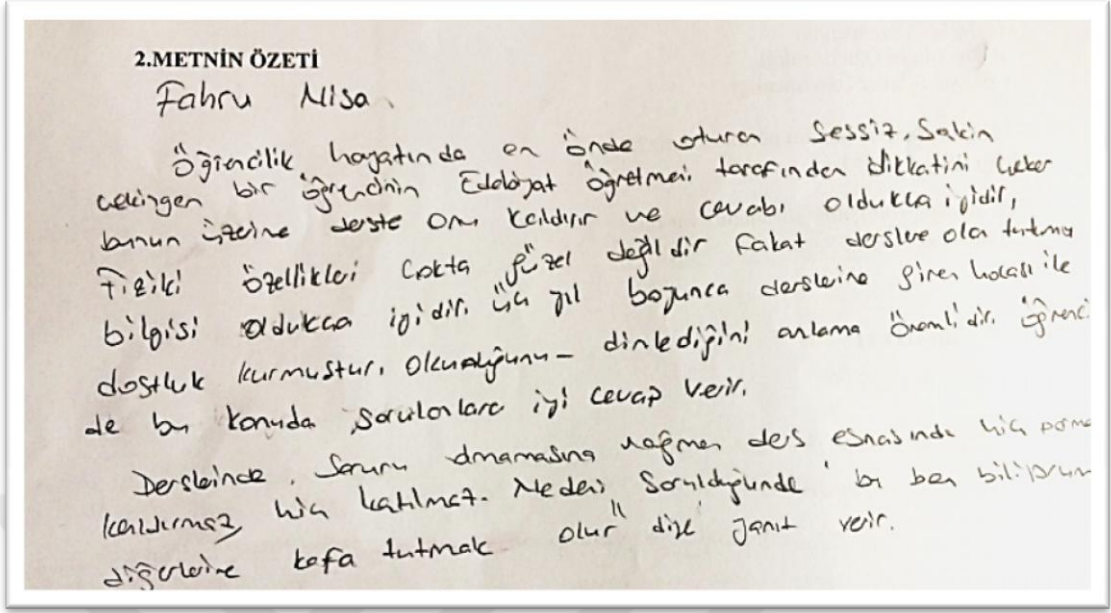 2.METNİN ÖZETİ
Fahru Nisa
Öğrencilik hayatında en önde oturan Sessiz, Sakin
çekingen bir öğrencinin Edebiyat öğretmeni tarafından dikkatini çeker
bunun üzerine derste onu kaldırır ve cevabı oldukça iyidir,
Fiziki özellikleri çokta güzel değildir fakat derslere olan tutumu
bilgisi oldukça iyidir. üç yıl boyunca derslerine giren hocası ile
dostluk kurmuştur. Okuduğunu - dinlediğini anlama önemlidir. öğrenci
de bu konuda sorulanlara iyi cevap verir.
Derslerinde sorunu olmamasına rağmen ders esnasında hiç parma
kaldırmaz, hiç katılmaz. Nedeni Sorulduğunda bu ben biliyorum
diğerlerine kafa tutmak olur" diye yanıt verir.